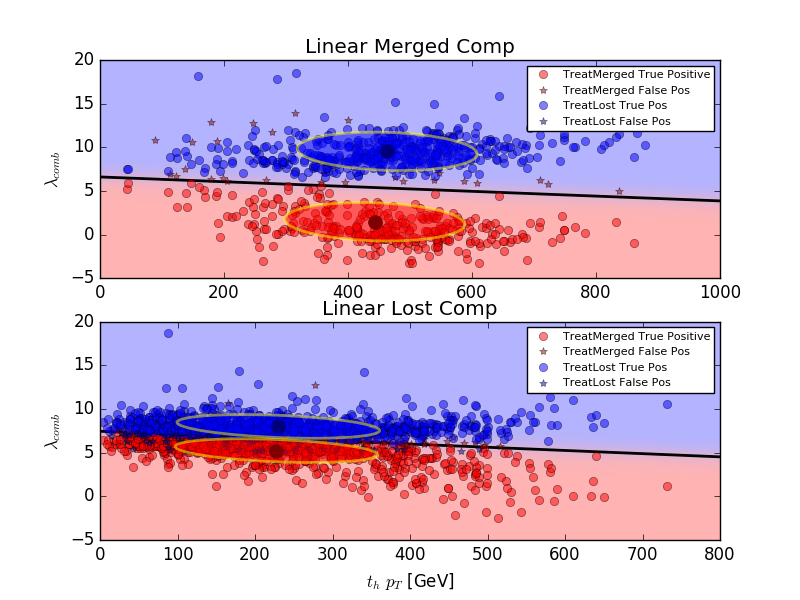 Linear Merged Comp
20
15
10
5
0
−5
λcomb
TreatMerged True Positive
TreatMerged False Pos
TreatLost True Pos
TreatLost False Pos
0 200 400 600 800 1000
Linear Lost Comp
20
15
10
5
0
−5
λcomb
TreatMerged True Positive
TreatMerged False Pos
TreatLost True Pos
TreatLost False Pos
0 100 200 300 400 500 600 700 800
th pT [GeV]